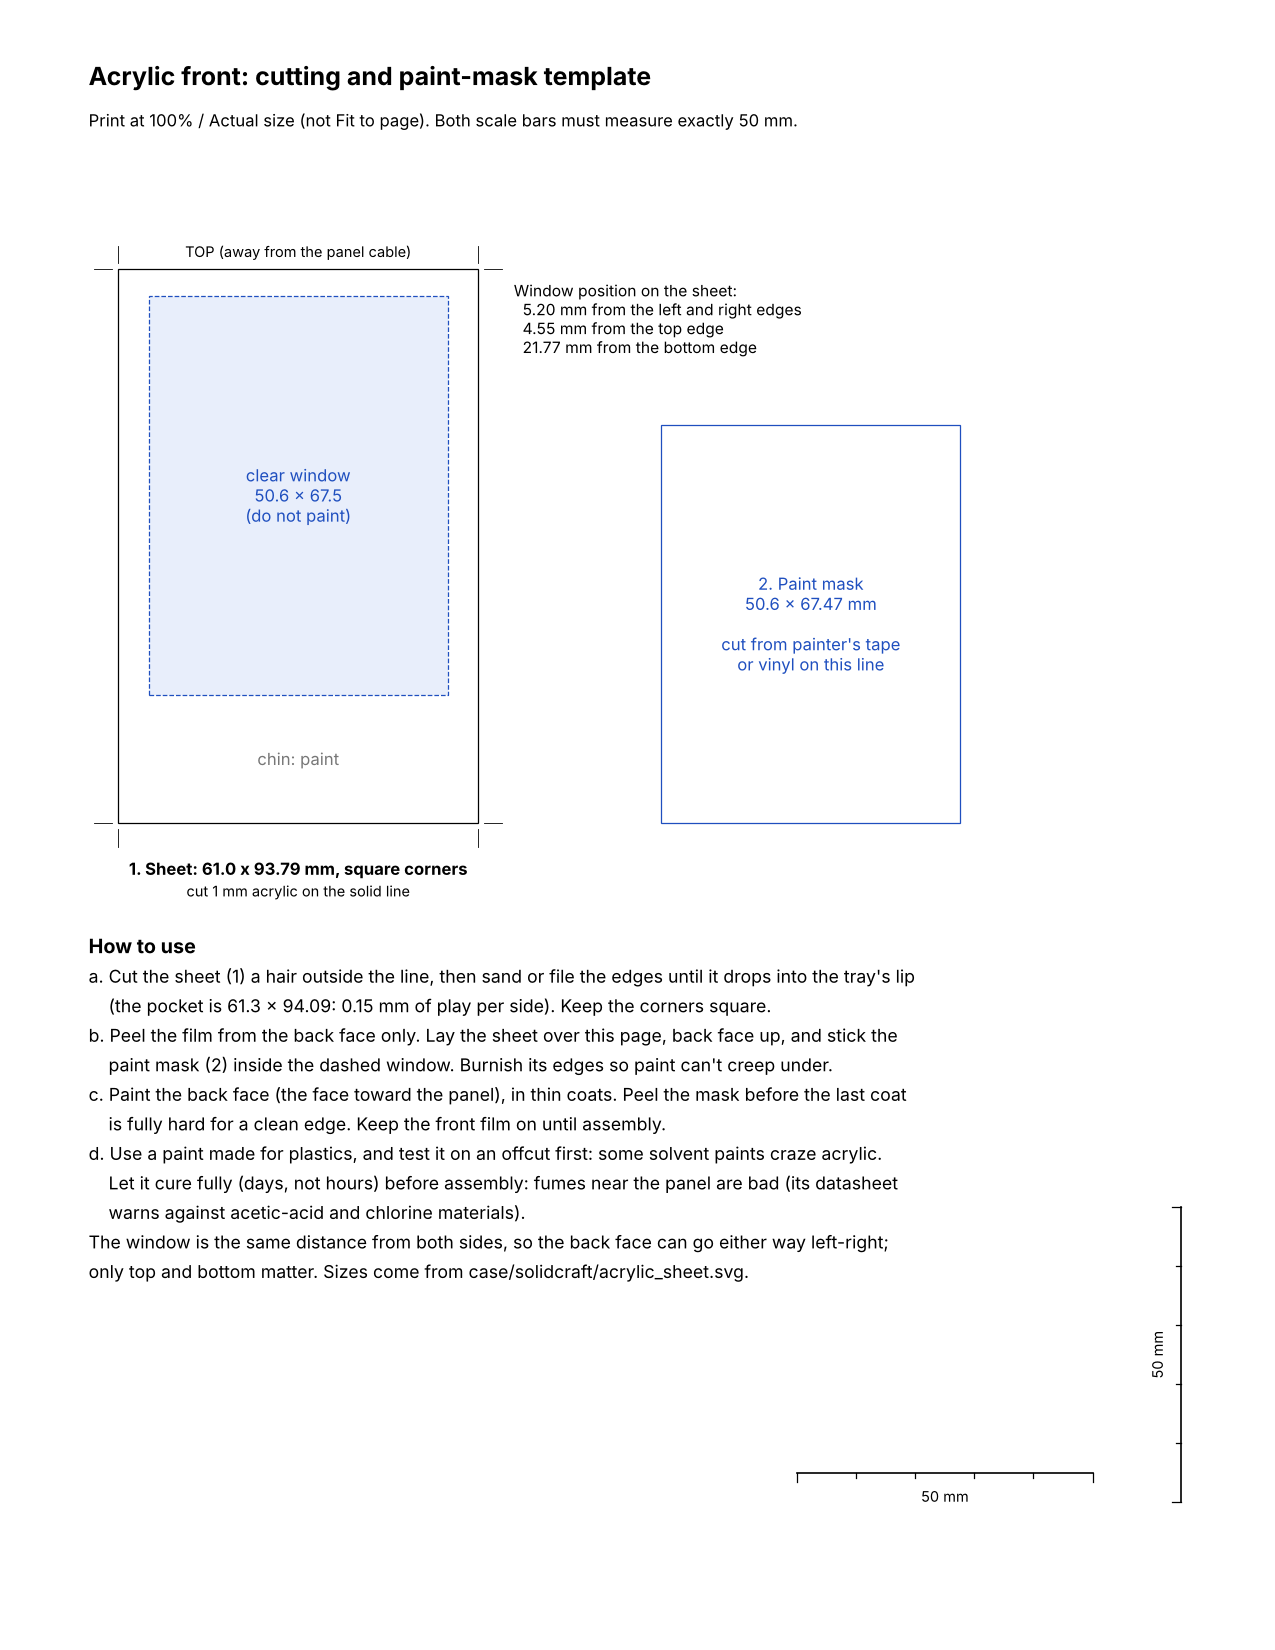 Acrylic front: cutting and paint-mask template
Print at 100% / Actual size (not Fit to page). Both scale bars must measure exactly 50 mm.
TOP (away from the panel cable)
Window position on the sheet:
5.20 mm from the left and right edges
4.55 mm from the top edge
21.77 mm from the bottom edge
clear window
50.6 × 67.5
(do not paint)
2. Paint mask
50.6 × 67.47 mm
cut from painter's tape
or vinyl on this line
chin: paint
1. Sheet: 61.0 x 93.79 mm, square corners
cut 1 mm acrylic on the solid line
How to use
a. Cut the sheet (1) a hair outside the line, then sand or file the edges until it drops into the tray's lip
(the pocket is 61.3 × 94.09: 0.15 mm of play per side). Keep the corners square.
b. Peel the film from the back face only. Lay the sheet over this page, back face up, and stick the
paint mask (2) inside the dashed window. Burnish its edges so paint can't creep under.
c. Paint the back face (the face toward the panel), in thin coats. Peel the mask before the last coat
is fully hard for a clean edge. Keep the front film on until assembly.
d. Use a paint made for plastics, and test it on an offcut first: some solvent paints craze acrylic.
Let it cure fully (days, not hours) before assembly: fumes near the panel are bad (its datasheet
warns against acetic-acid and chlorine materials).
The window is the same distance from both sides, so the back face can go either way left-right;
only top and bottom matter. Sizes come from case/solidcraft/acrylic_sheet.svg.
50 mm
50 mm